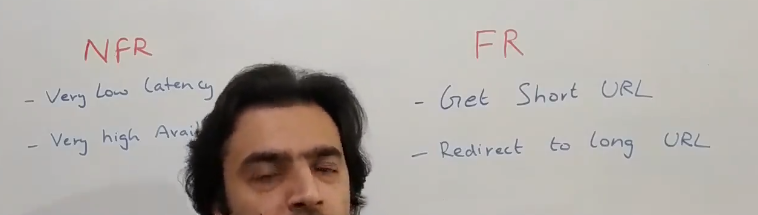 NFR
- Very Low latency
- Very high
FR
- Get Short URL
- Redirect to long URL